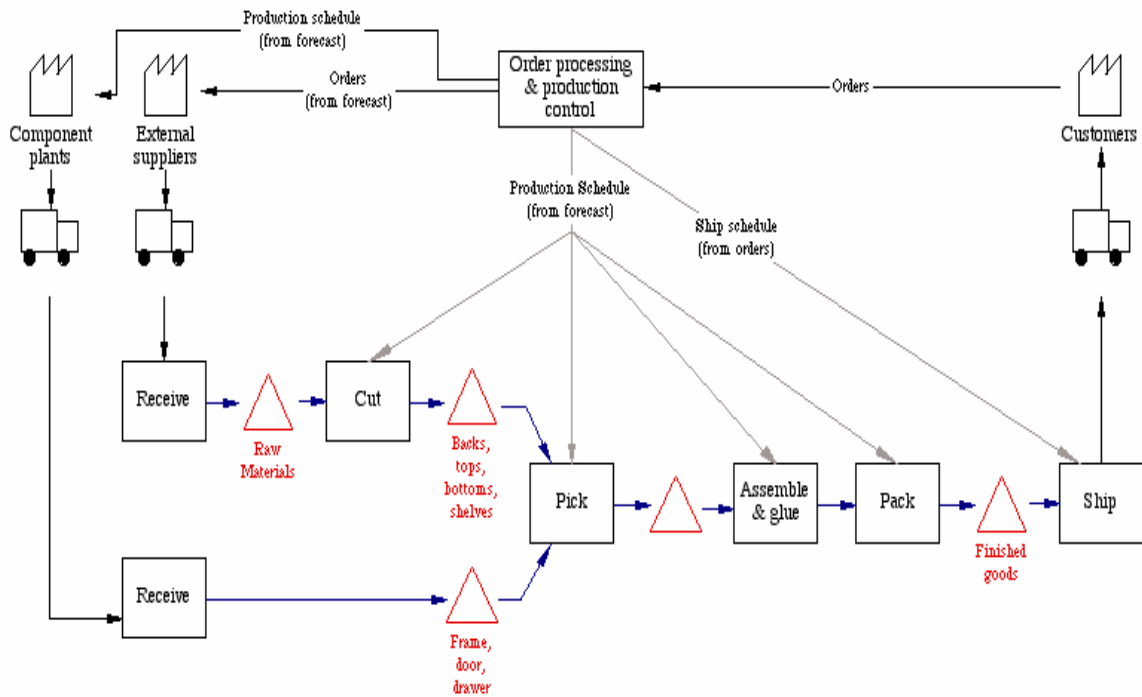 Production schedule
(from forecast)
Order processing
& production
control
Orders
(from forecast)
Orders
Component
plants
External
suppliers
Customers
Production Schedule
(from forecast)
Ship schedule
(from orders)
Receive
Raw
Materials
Cut
Backs,
tops,
bottoms,
shelves
Pick
Assemble
& glue
Pack
Finished
goods
Ship
Receive
Frame,
door,
drawer